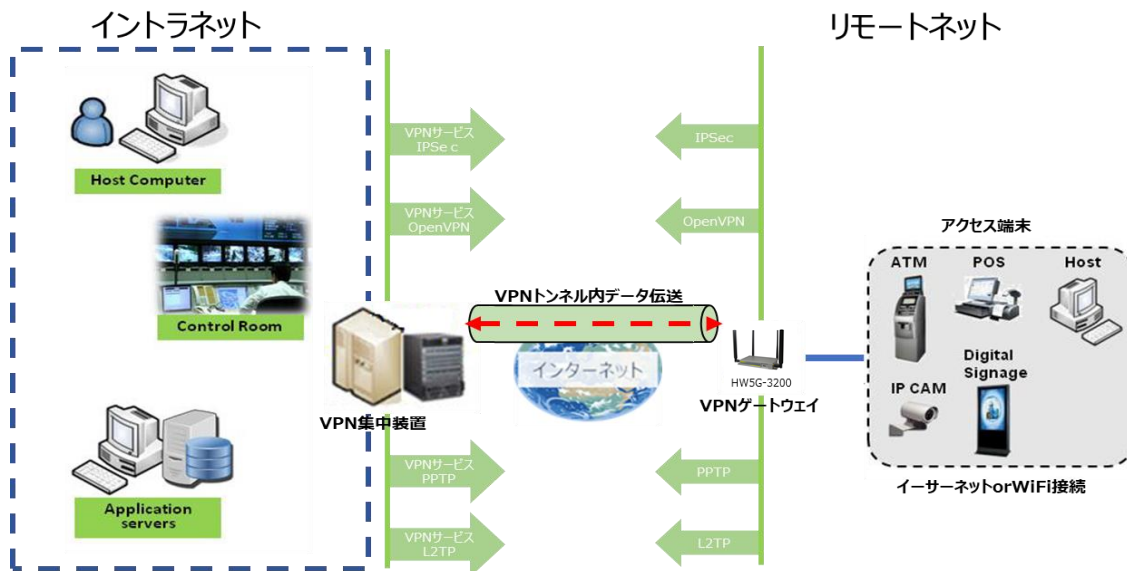 イントラネット
リモートネット
Host Computer
Control Room
Application
servers
VPNサービス
IPSeｃ
VPNサービス
OpenVPN
IPSec
OpenVPN
VPNトンネル内データ伝送
インターネット
VPN集中装置
HW5G-3200
VPNゲートウェイ
VPNサービス
PPTP
VPNサービス
L2TP
PPTP
L2TP
アクセス端末
ATM
POS
Host
IP CAM
Digital
Signage
イーサーネットorWiFi接続